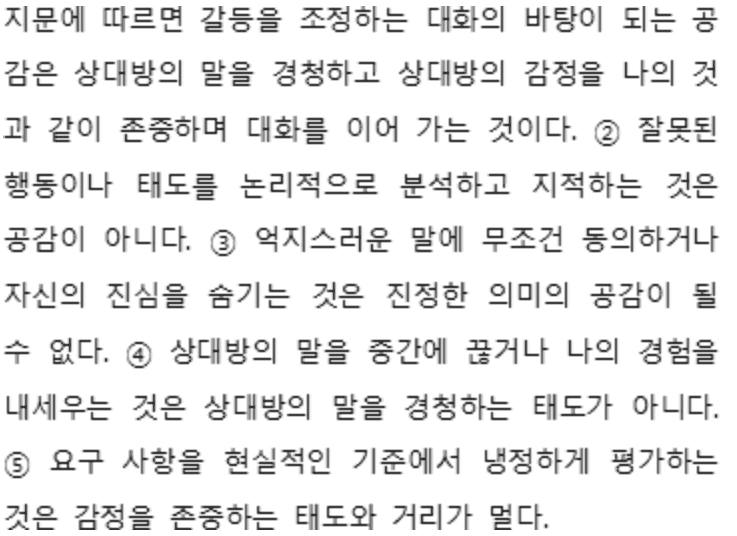 지문에 따르면 갈등을 조정하는 대화의 바탕이 되는 공
감은 상대방의 말을 경청하고 상대방의 감정을 나의 것
과 같이 존중하며 대화를 이어 가는 것이다. ② 잘못된
행동이나 태도를 논리적으로 분석하고 지적하는 것은
공감이 아니다. ③ 억지스러운 말에 무조건 동의하거나
자신의 진심을 숨기는 것은 진정한 의미의 공감이 될
수 없다. ④ 상대방의 말을 중간에 끊거나 나의 경험을
내세우는 것은 상대방의 말을 경청하는 태도가 아니다.
⑤ 요구 사항을 현실적인 기준에서 냉정하게 평가하는
것은 감정을 존중하는 태도와 거리가 멀다.